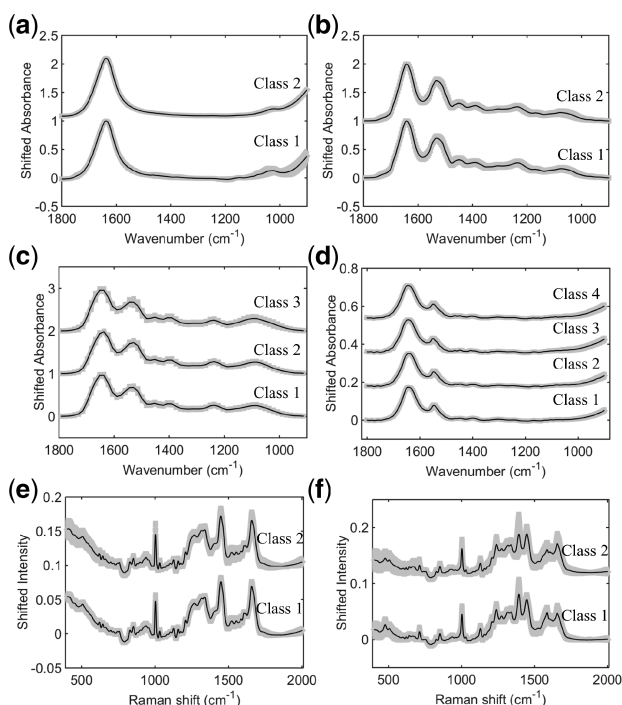 (a)
(b)
2.5
2
1.5
1
0.5
0
-0.5
Shifted Absorbance
Class 2
Class 1
1800 1600 1400 1200 1000
Wavenumber (cm-1)
2.5
2
1.5
1
0.5
0
-0.5
Shifted Absorbance
Class 2
Class 1
1800 1600 1400 1200 1000
Wavenumber (cm-1)
(c)
(d)
3
2
1
0
Shifted Absorbance
Class 3
Class 2
Class 1
1800 1600 1400 1200 1000
Wavenumber (cm-1)
0.8
0.6
0.4
0.2
0
Shifted Absorbance
Class 4
Class 3
Class 2
Class 1
1800 1600 1400 1200 1000
Wavenumber (cm-1)
(e)
(f)
0.2
0.15
0.1
0.05
0
-0.05
Shifted Intensity
Class 2
Class 1
500 1000 1500 2000
Raman shift (cm-1)
0.2
0.1
0
Shifted Intensity
Class 2
Class 1
500 1000 1500 2000
Raman shift (cm-1)